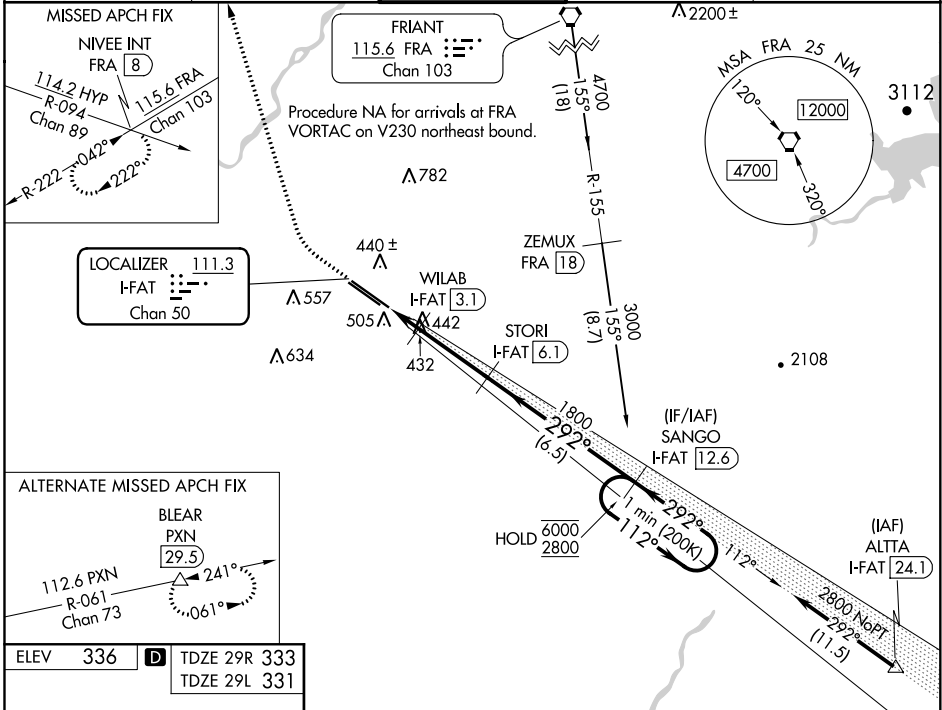 MISSED APCH FIX
NIVEE INT
FRA 8
114.2 HYP
R-094
Chan 89
115.6 FRA
Chan 103
R-222
042°
222°
FRIANT
115.6 FRA
Chan 103
Procedure NA for arrivals at FRA
VORTAC on V230 northeast bound.
4700
155°
(18)
R-155
2200 ±
MSA FRA 25 NM
120°
12000
4700
320°
3112
782
440 ±
LOCALIZER 111.3
I-FAT
Chan 50
557
505
442
432
634
WILAB
I-FAT 3.1
STORI
I-FAT 6.1
ZEMUX
FRA 18
3000
155°
(8.7)
2108
1800
292°
(6.5)
(IF/IAF)
SANGO
I-FAT 12.6
HOLD 6000
2800
1 min (200K)
292°
112°
112°
(IAF)
ALTTA
I-FAT 24.1
2800 NoPT
292°
(11.5)
ALTERNATE MISSED APCH FIX
BLEAR
PXN
29.5
112.6 PXN
R-061
Chan 73
241°
061°
ELEV 336
D
TDZE 29R 333
TDZE 29L 331